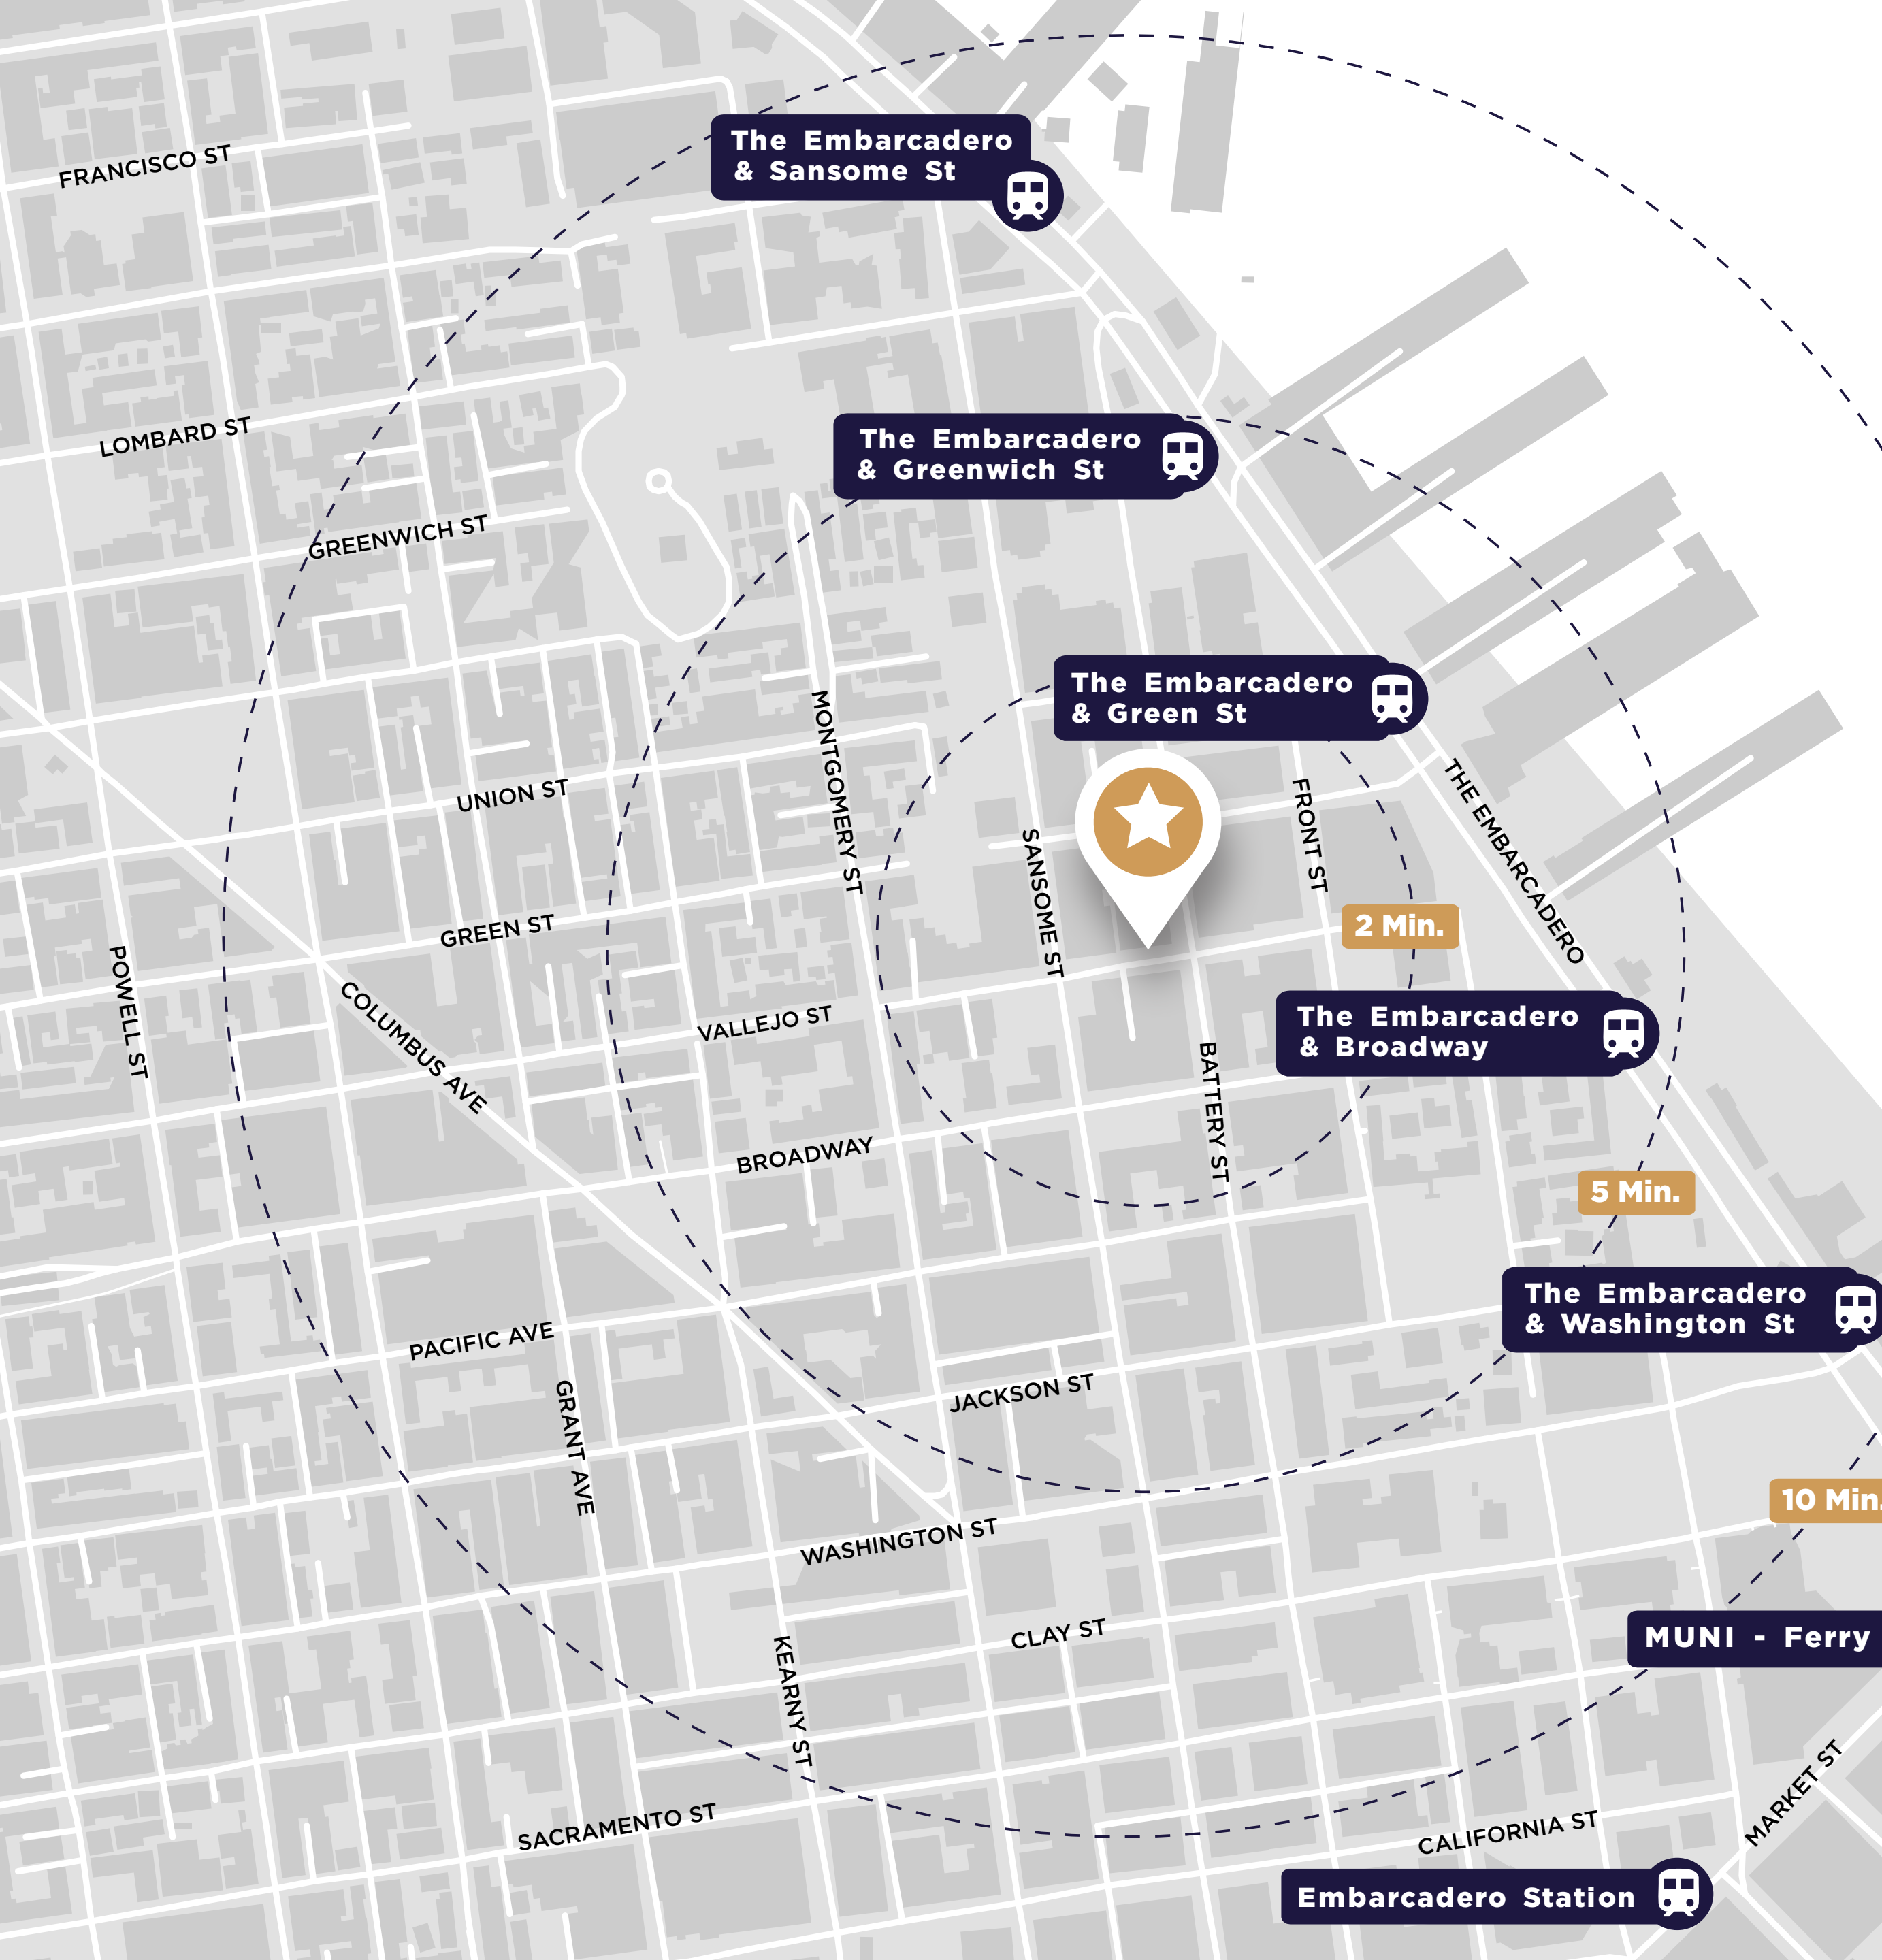 The Embarcadero
& Sansome St
FRANCISCO ST
LOMBARD ST
The Embarcadero
& Greenwich St
GREENWICH ST
The Embarcadero
& Green St
MONTGOMERY ST
UNION ST
FRONT ST
THE EMBARCADERO
SANSOME ST
GREEN ST
2 Min.
POWELL ST
COLUMBUS AVE
VALLEJO ST
The Embarcadero
& Broadway
BATTERY ST
BROADWAY
5 Min.
The Embarcadero
& Washington St
PACIFIC AVE
GRANT AVE
JACKSON ST
10 Min.
WASHINGTON ST
CLAY ST
MUNI - Ferry
KEARNY ST
MARKET ST
SACRAMENTO ST
CALIFORNIA ST
Embarcadero Station